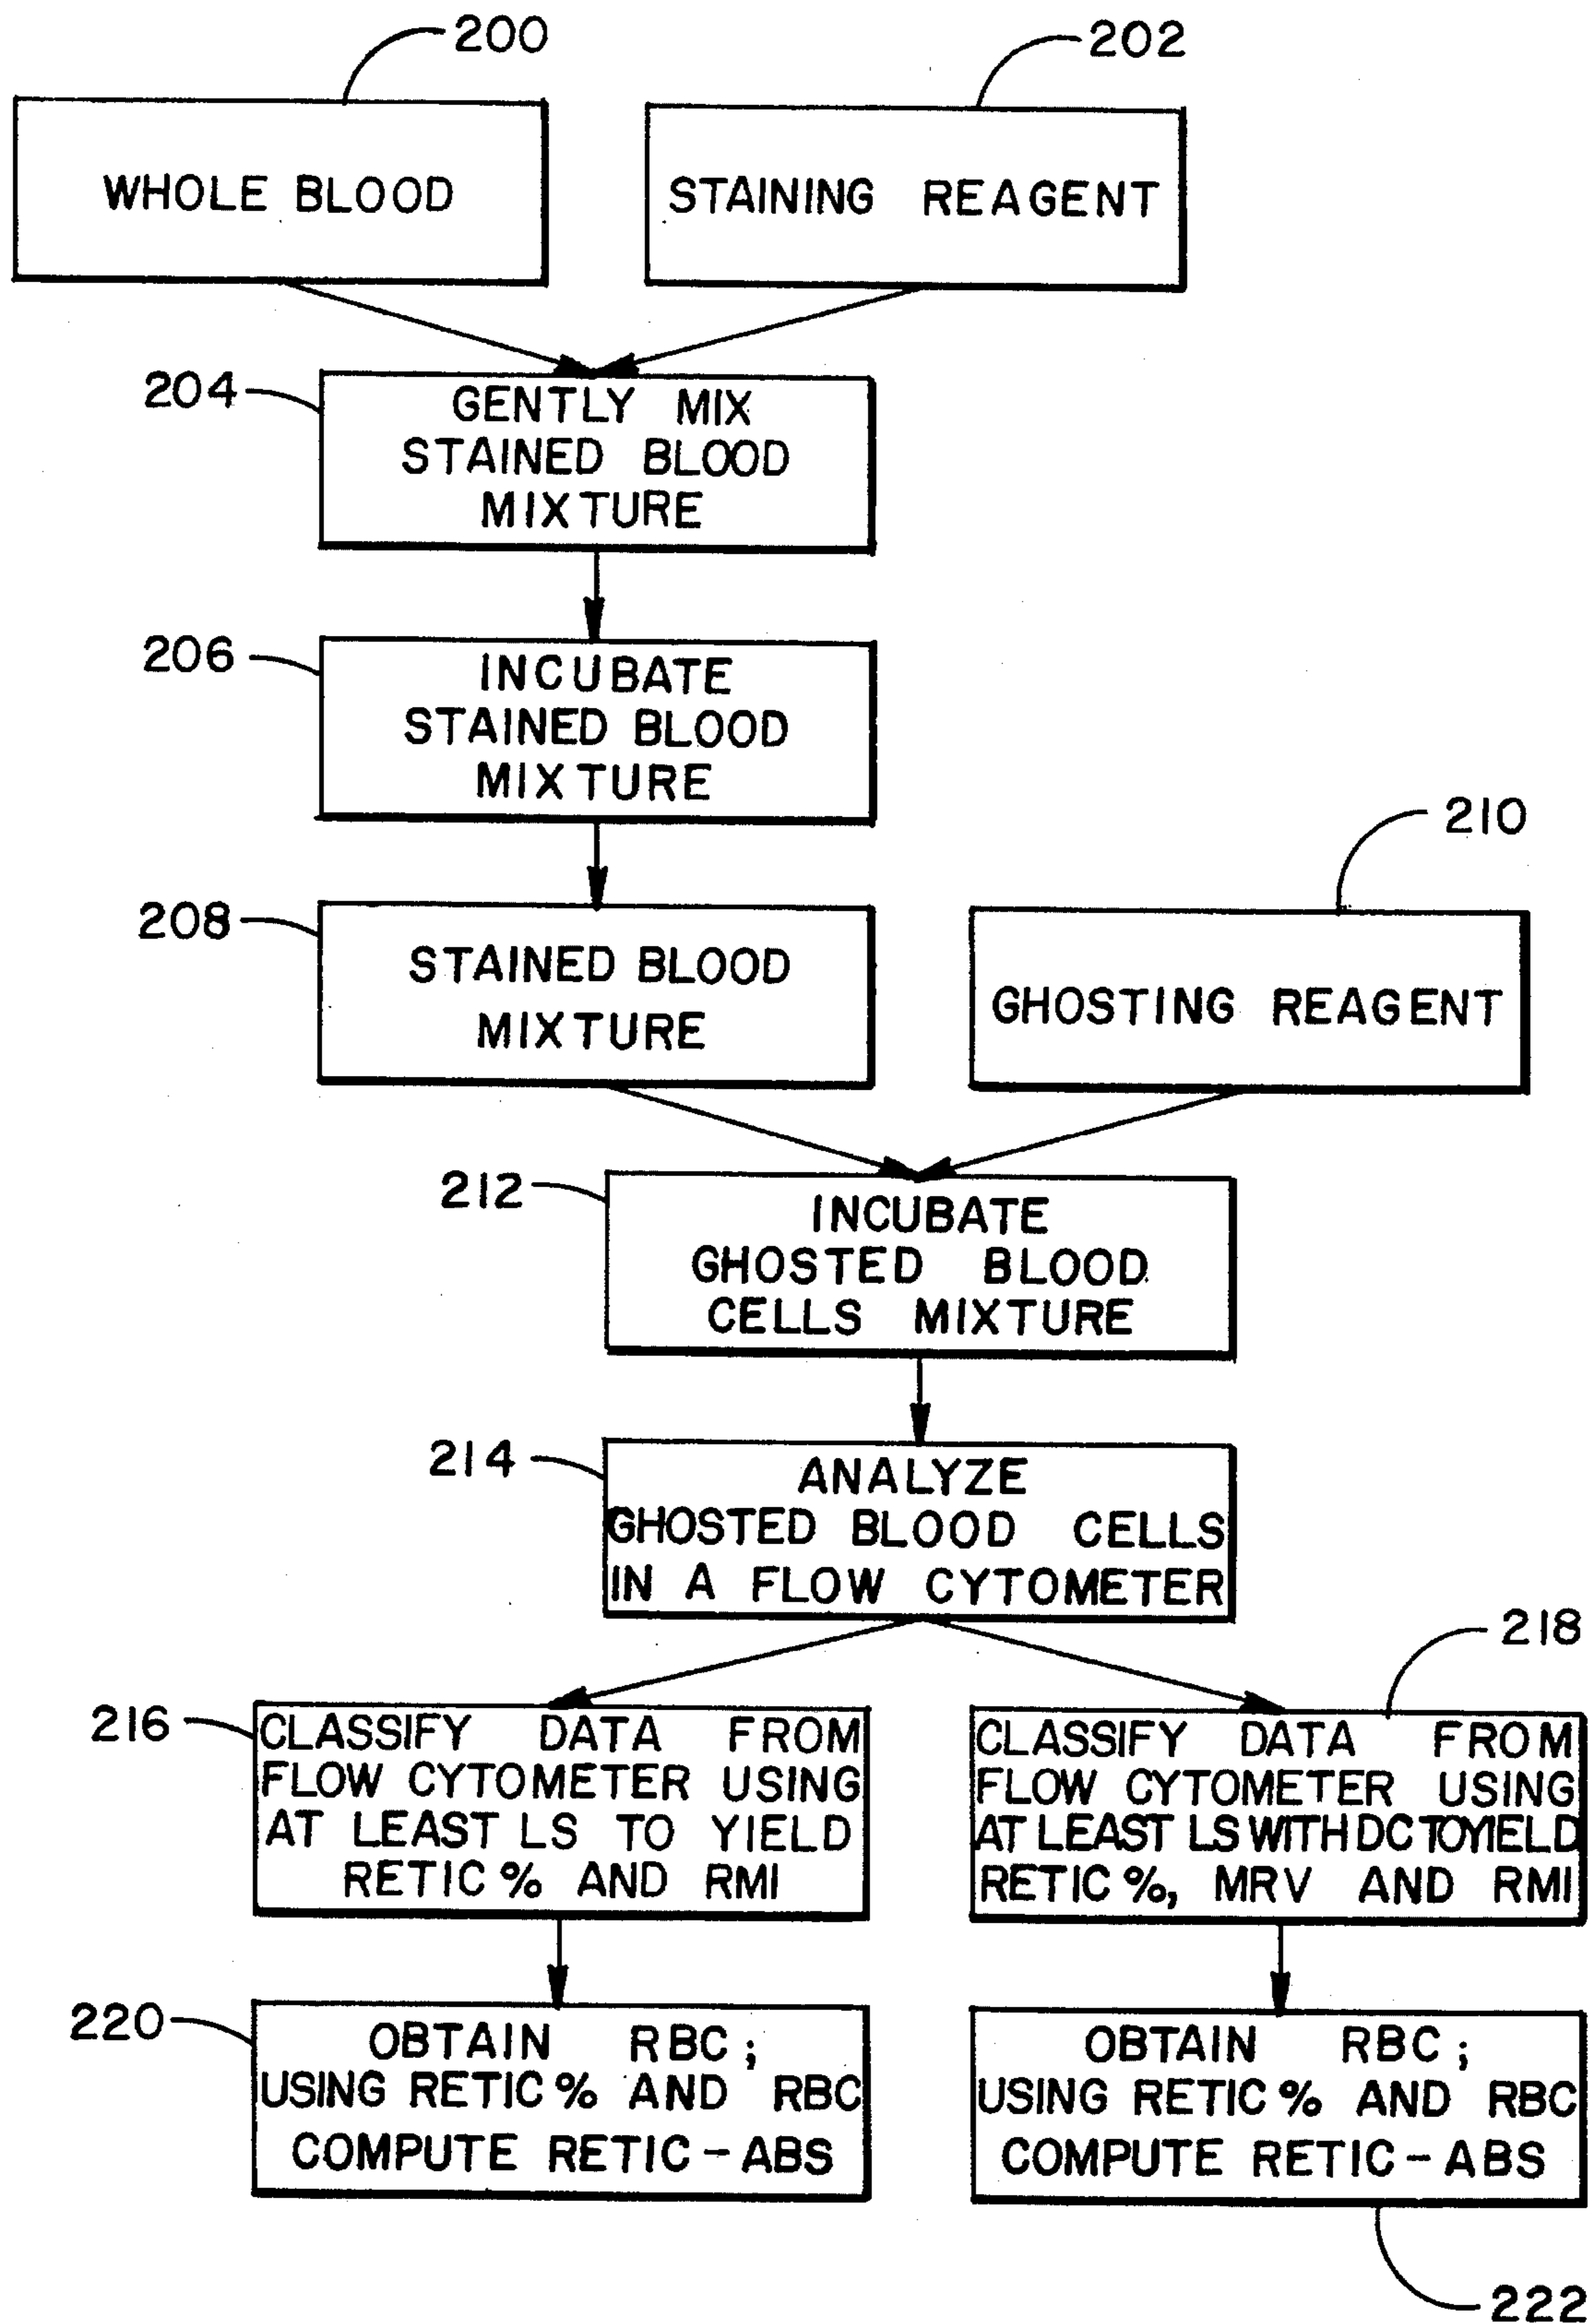 200
202
WHOLE BLOOD
STAINING REAGENT
204
GENTLY MIX
STAINED BLOOD
MIXTURE
206
INCUBATE
STAINED BLOOD
MIXTURE
208
STAINED BLOOD
MIXTURE
210
GHOSTING REAGENT
212
INCUBATE
GHOSTED BLOOD
CELLS MIXTURE
214
ANALYZE
GHOSTED BLOOD CELLS
IN A FLOW CYTOMETER
216
CLASSIFY DATA FROM
FLOW CYTOMETER USING
AT LEAST LS TO YIELD
RETIC % AND RMI
218
CLASSIFY DATA FROM
FLOW CYTOMETER USING
AT LEAST LS WITH DC TO YIELD
RETIC %, MRV AND RMI
220
OBTAIN RBC;
USING RETIC % AND RBC
COMPUTE RETIC-ABS
OBTAIN RBC;
USING RETIC % AND RBC
COMPUTE RETIC-ABS
222